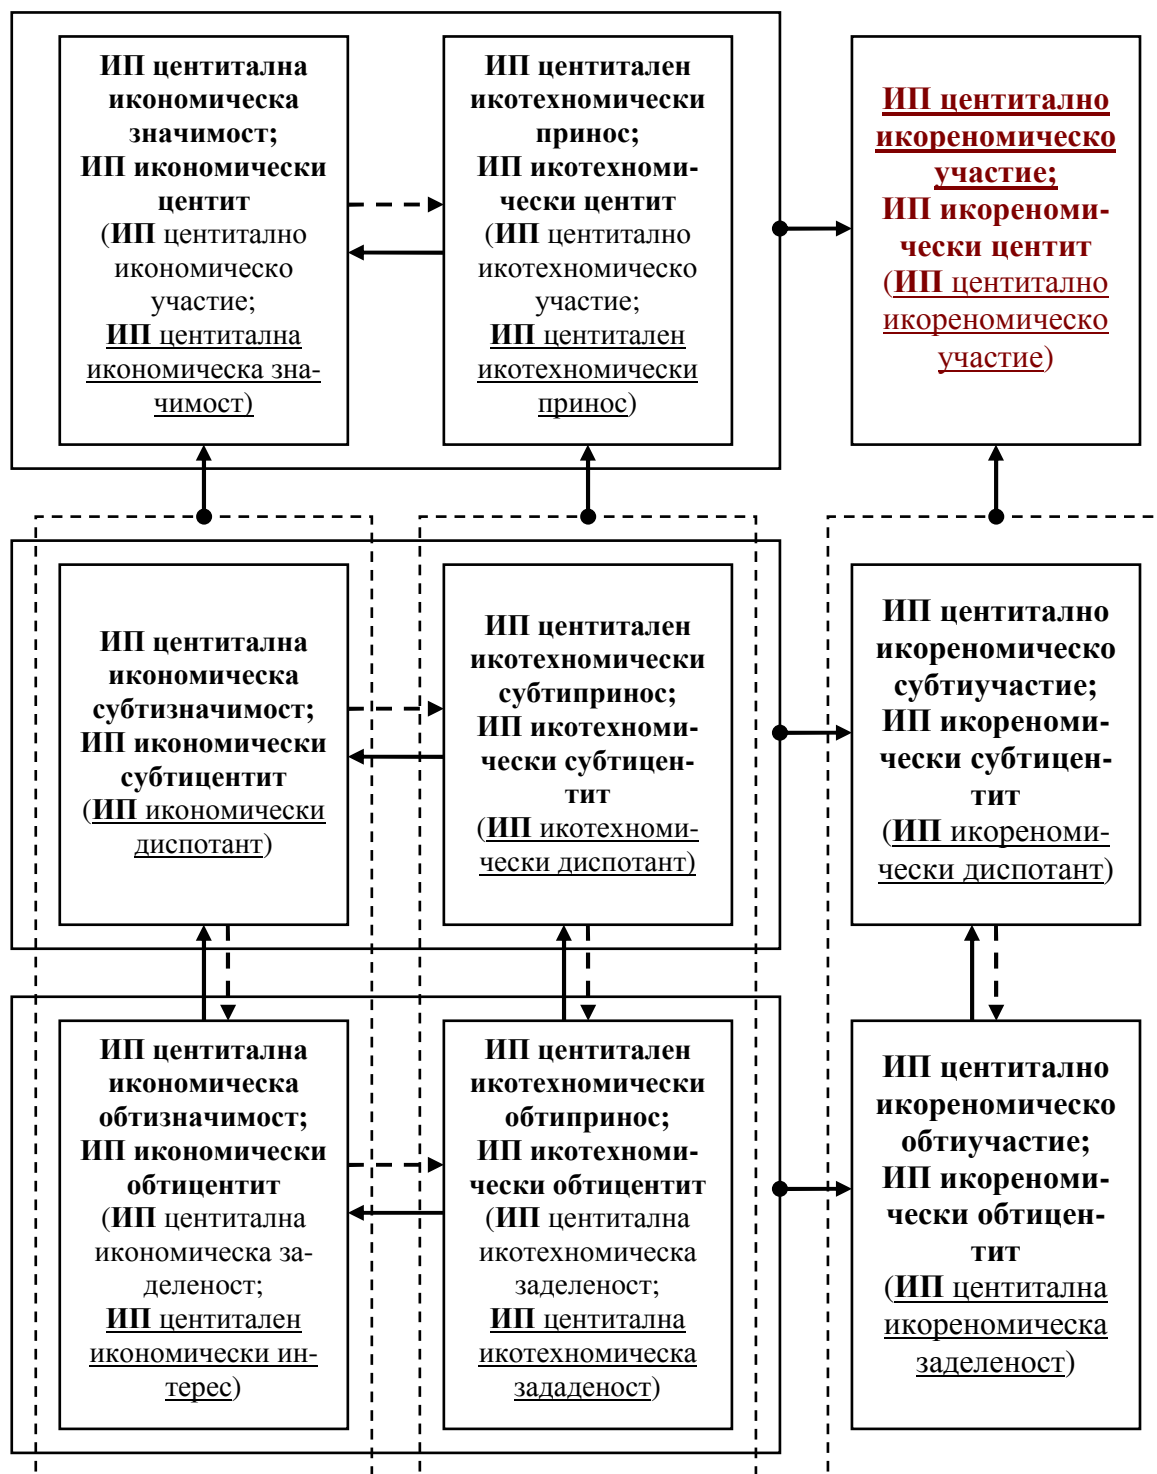 ИП центитална
икономическа
значимост;
ИП икономически
центит
(ИП центитално
икономическо
участие;
ИП центитална
икономическа зна-
чимост)
ИП центитален
икотехномически
принос;
ИП икотехноми-
чески центит
(ИП центитално
икотехномическо
участие;
ИП центитален
икотехномически
принос)
ИП центитално
икореномическо
участие;
ИП икореноми-
чески центит
(ИП центитално
икореномическо
участие)
ИП центитална
икономическа
субтизначимост;
ИП икономически
субтицентит
(ИП икономически
диспотант)
ИП центитален
икотехномически
субтипринос;
ИП икотехноми-
чески субтицен-
тит
(ИП икотехноми-
чески диспотант)
ИП центитално
икореномическо
субтиучастие;
ИП икореноми-
чески субтицен-
тит
(ИП икореноми-
чески диспотант)
ИП центитална
икономическа
обтизначимост;
ИП икономически
обтицентит
(ИП центитална
икономическа за-
деленост;
ИП центитален
икономически ин-
терес)
ИП центитален
икотехномически
обтипринос;
ИП икотехноми-
чески обтицентит
(ИП центитална
икотехномическа
заделеност;
ИП центитална
икотехномическа
зададеност)
ИП центитално
икореномическо
обтиучастие;
ИП икореноми-
чески обтицен-
тит
(ИП центитална
икореномическа
заделеност)